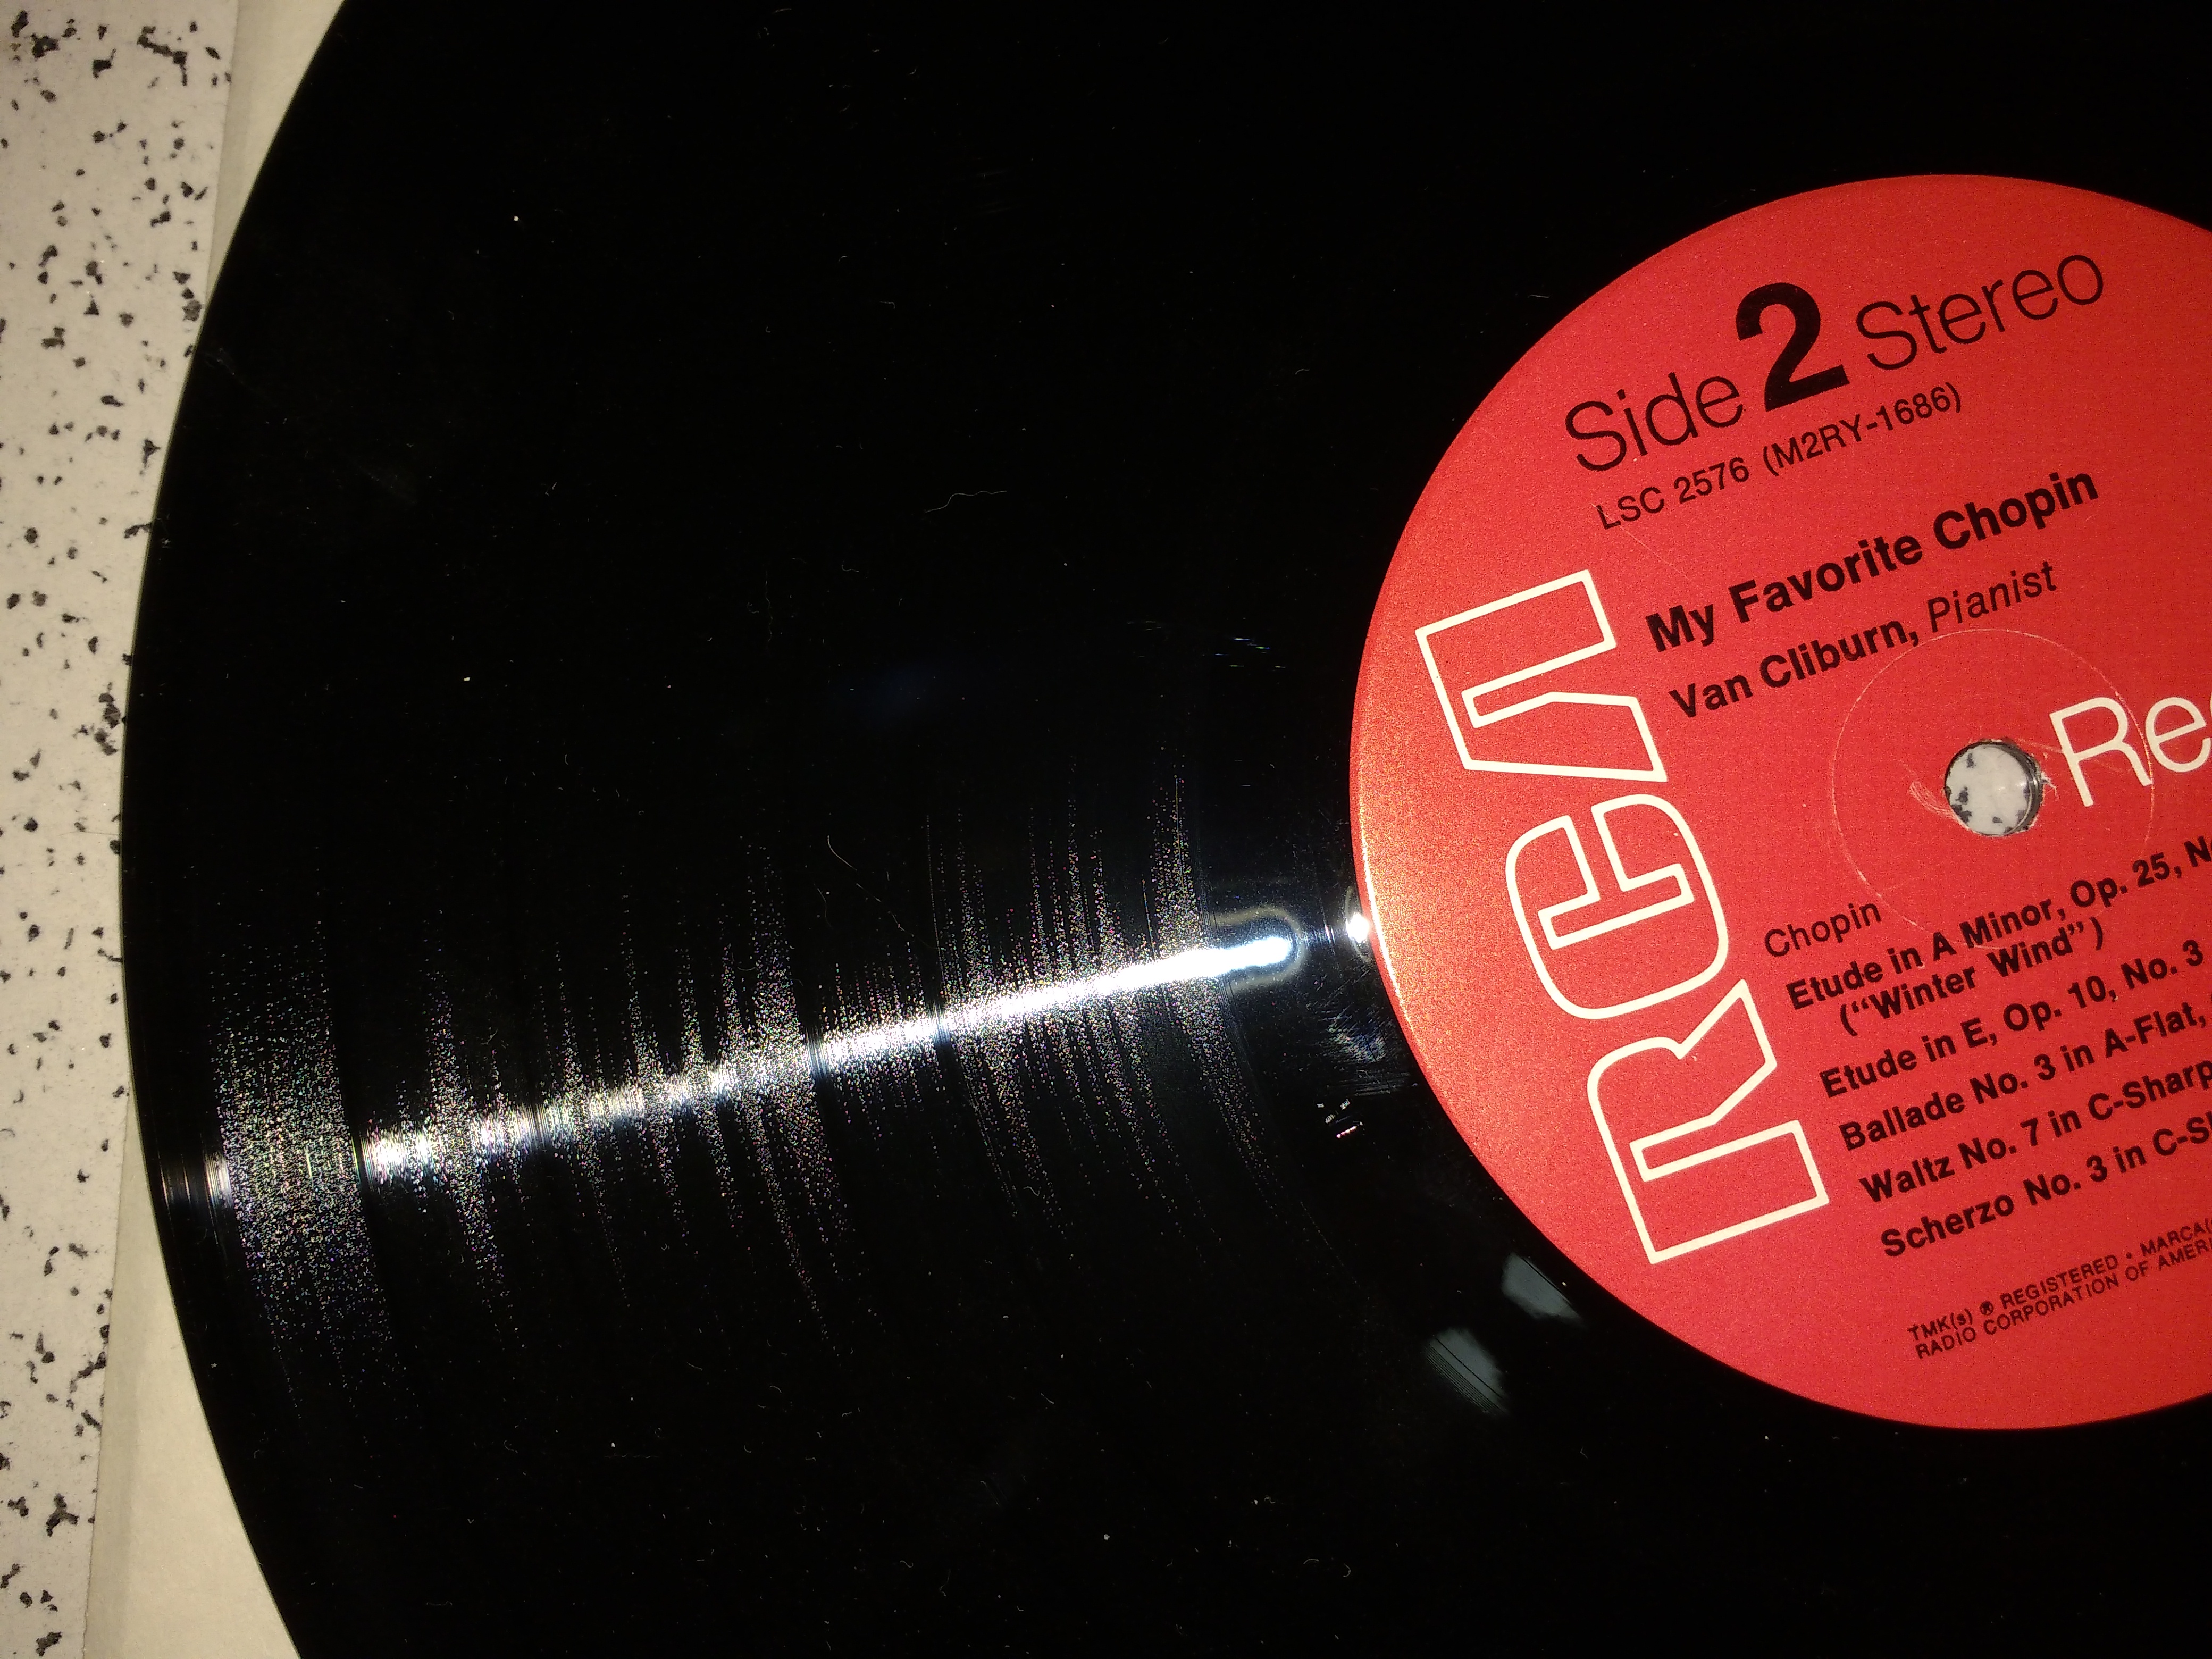 Side 2 Stereo
LSC 2576 (M2RY-1686)
My Favorite Chopin
Van Cliburn, Pianist
RCA
Re
Chopin
Etude in A Minor, Op. 25, N
("Winter Wind")
Etude in E, Op. 10, No. 3
Ballade No. 3 in A-Flat,
Waltz No. 7 in C-Sharp
Scherzo No. 3 in C-S
TMK(s) ® REGISTERED • MARCA(
RADIO CORPORATION OF AMERI